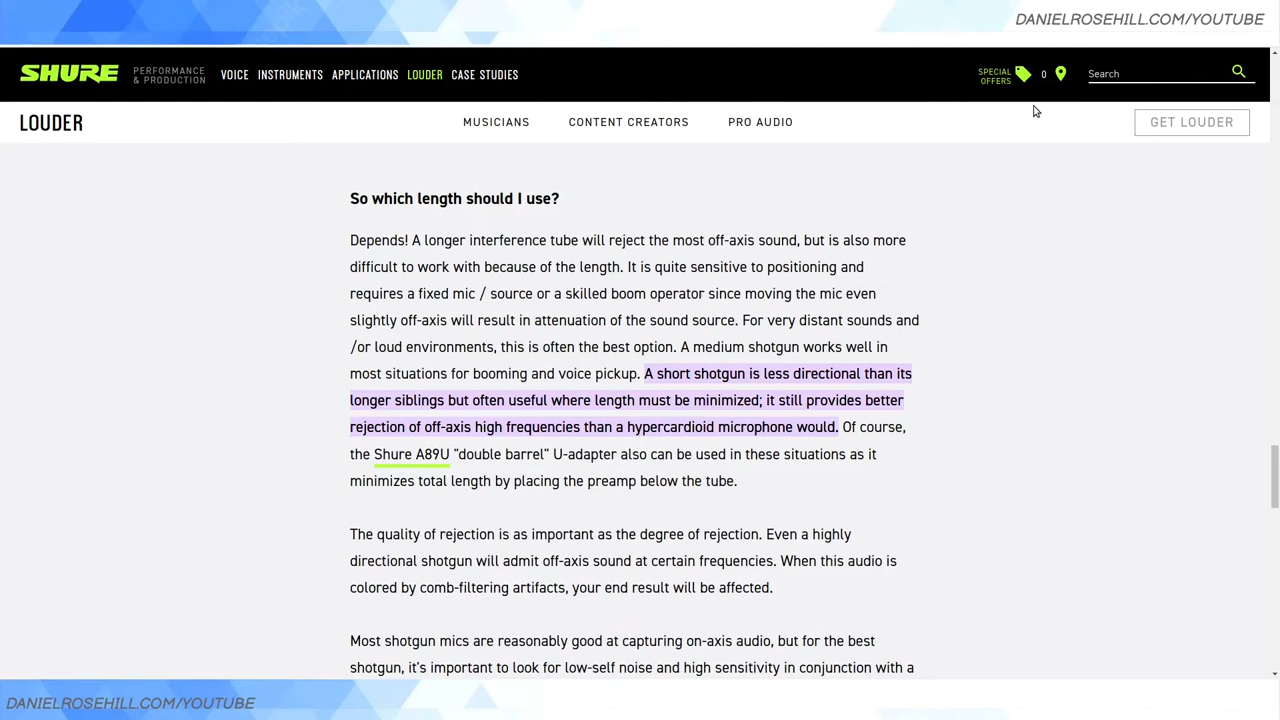 DANIELROSEHILL.COM/YOUTUBE
SHURE PERFORMANCE & PRODUCTION VOICE INSTRUMENTS APPLICATIONS LOUDER CASE STUDIES SPECIAL OFFERS 0 Search
LOUDER MUSICIANS CONTENT CREATORS PRO AUDIO GET LOUDER
So which length should I use?
Depends! A longer interference tube will reject the most off-axis sound, but is also more
difficult to work with because of the length. It is quite sensitive to positioning and
requires a fixed mic / source or a skilled boom operator since moving the mic even
slightly off-axis will result in attenuation of the sound source. For very distant sounds and
/or loud environments, this is often the best option. A medium shotgun works well in
most situations for booming and voice pickup. A short shotgun is less directional than its
longer siblings but often useful where length must be minimized; it still provides better
rejection of off-axis high frequencies than a hypercardioid microphone would. Of course,
the Shure A89U "double barrel" U-adapter also can be used in these situations as it
minimizes total length by placing the preamp below the tube.
The quality of rejection is as important as the degree of rejection. Even a highly
directional shotgun will admit off-axis sound at certain frequencies. When this audio is
colored by comb-filtering artifacts, your end result will be affected.
Most shotgun mics are reasonably good at capturing on-axis audio, but for the best
shotgun, it's important to look for low-self noise and high sensitivity in conjunction with a
DANIELROSEHILL.COM/YOUTUBE